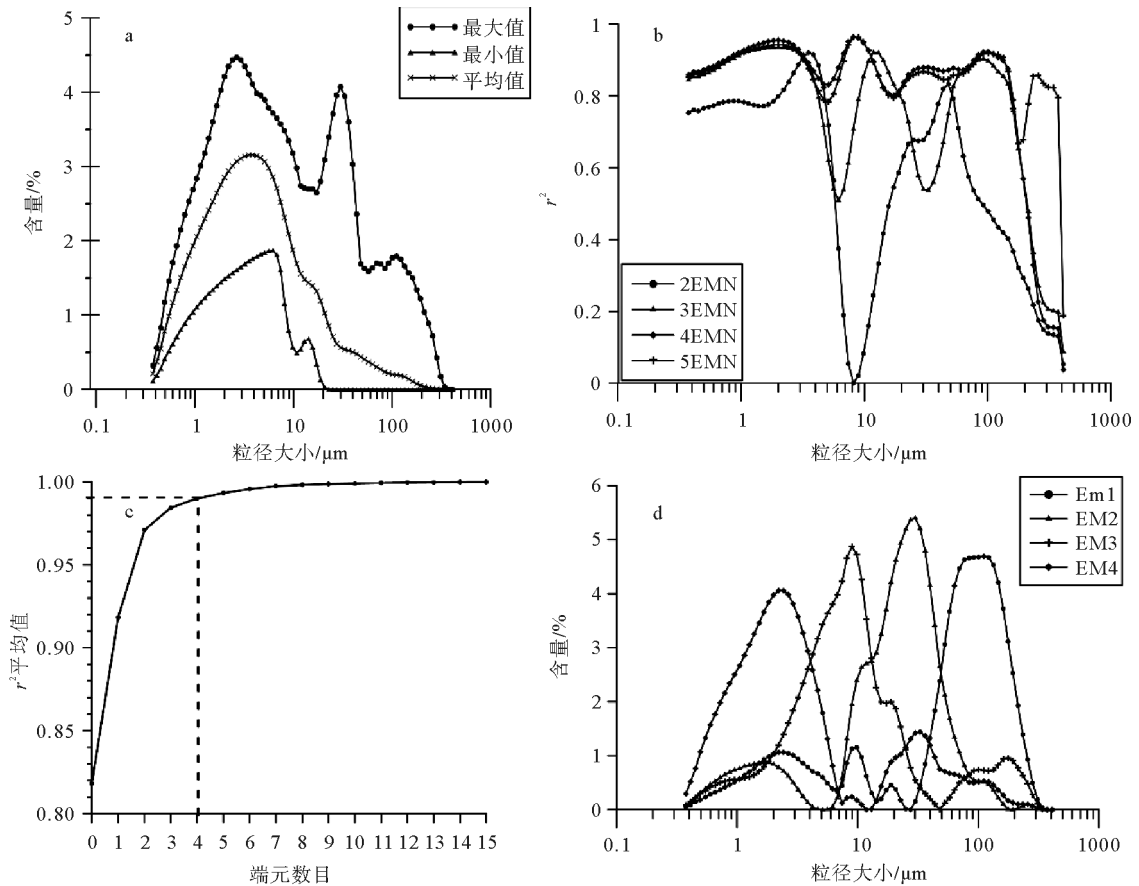 a
最大值
最小值
平均值
5
4
3
2
1
0
含量/%
0.1 1 10 100 1000
粒径大小/μm
b
2EMN
3EMN
4EMN
5EMN
1
0.8
0.6
0.4
0.2
0
r²
0.1 1 10 100 1000
粒径大小/μm
c
1.00
0.95
0.90
0.85
0.80
r²平均值
0 1 2 3 4 5 6 7 8 9 10 11 12 13 14 15
端元数目
d
Em1
EM2
EM3
EM4
6
5
4
3
2
1
0
含量/%
0.1 1 10 100 1000
粒径大小/μm